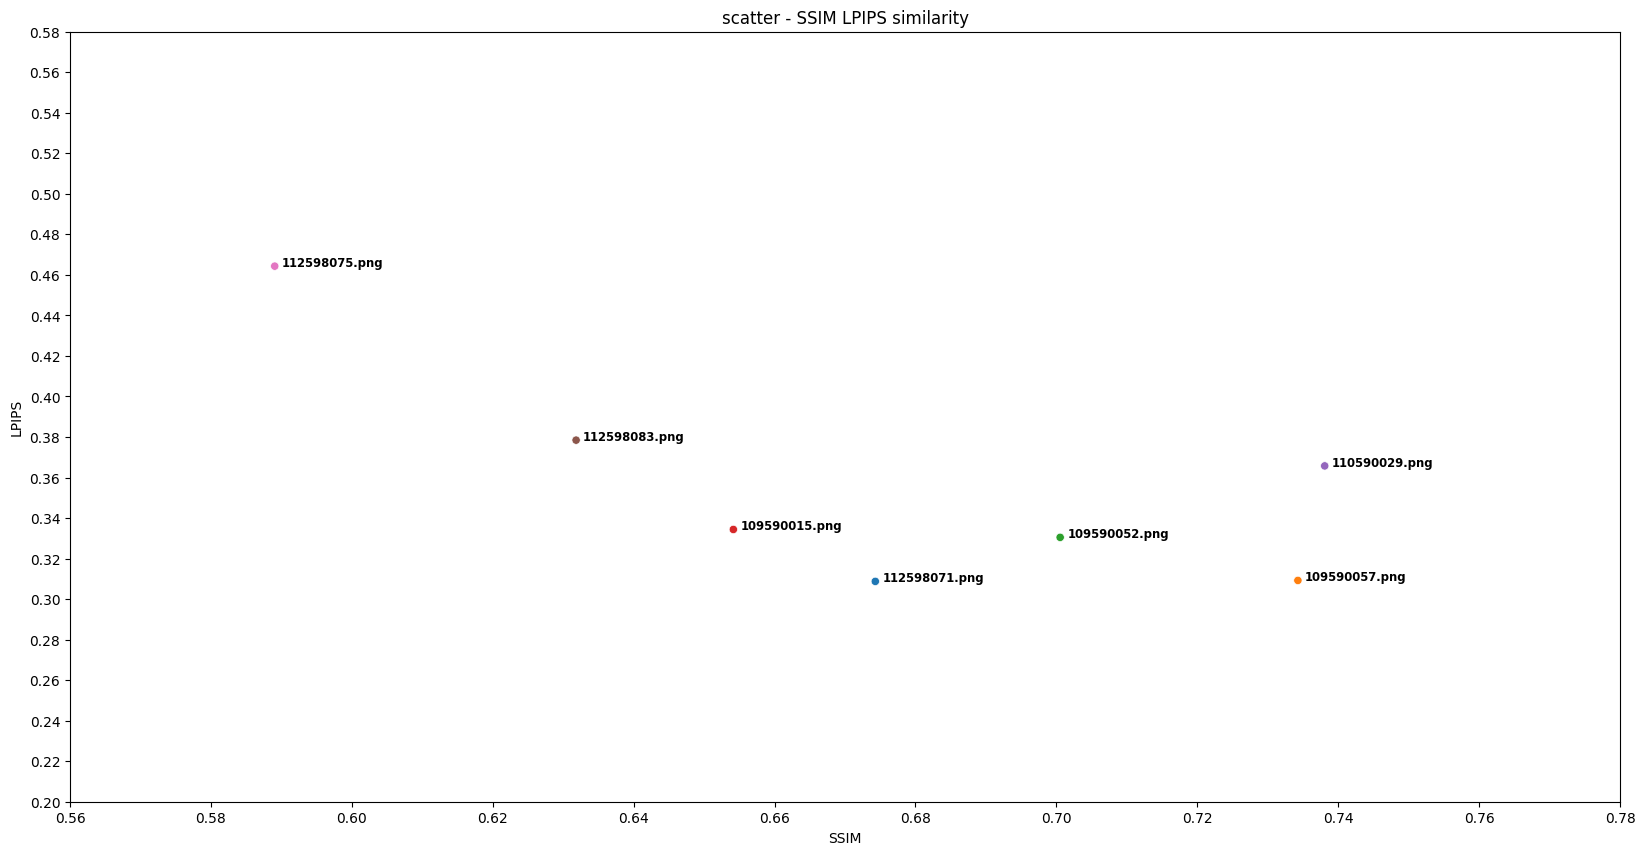 scatter - SSIM LPIPS similarity
0.58
0.56
0.54
0.52
0.50
0.48
0.46
0.44
0.42
0.40
0.38
0.36
0.34
0.32
0.30
0.28
0.26
0.24
0.22
0.20
LPIPS
112598075.png
112598083.png
110590029.png
109590015.png
109590052.png
112598071.png
109590057.png
0.56 0.58 0.60 0.62 0.64 0.66 0.68 0.70 0.72 0.74 0.76 0.78
SSIM